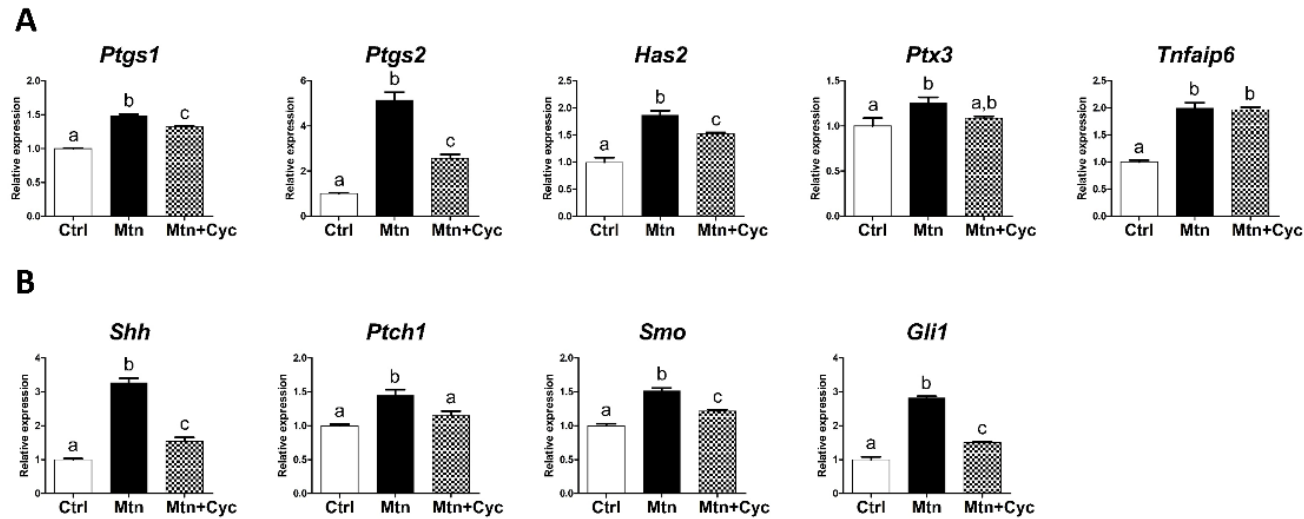 A
Ptgs1
Relative expression
2.0
1.5
1.0
0.5
0.0
a
b
c
Ctrl Mtn Mtn+Cyc
Ptgs2
Relative expression
6
4
2
0
a
b
c
Ctrl Mtn Mtn+Cyc
Has2
Relative expression
2.5
2.0
1.5
1.0
0.5
0.0
a
b
c
Ctrl Mtn Mtn+Cyc
Ptx3
Relative expression
1.5
1.0
0.5
0.0
a
b
a,b
Ctrl Mtn Mtn+Cyc
Tnfaip6
Relative expression
2.5
2.0
1.5
1.0
0.5
0.0
a
b
b
Ctrl Mtn Mtn+Cyc
B
Shh
Relative expression
4
3
2
1
0
a
b
c
Ctrl Mtn Mtn+Cyc
Ptch1
Relative expression
2.0
1.5
1.0
0.5
0.0
a
b
a
Ctrl Mtn Mtn+Cyc
Smo
Relative expression
2.0
1.5
1.0
0.5
0.0
a
b
c
Ctrl Mtn Mtn+Cyc
Gli1
Relative expression
4
3
2
1
0
a
b
c
Ctrl Mtn Mtn+Cyc